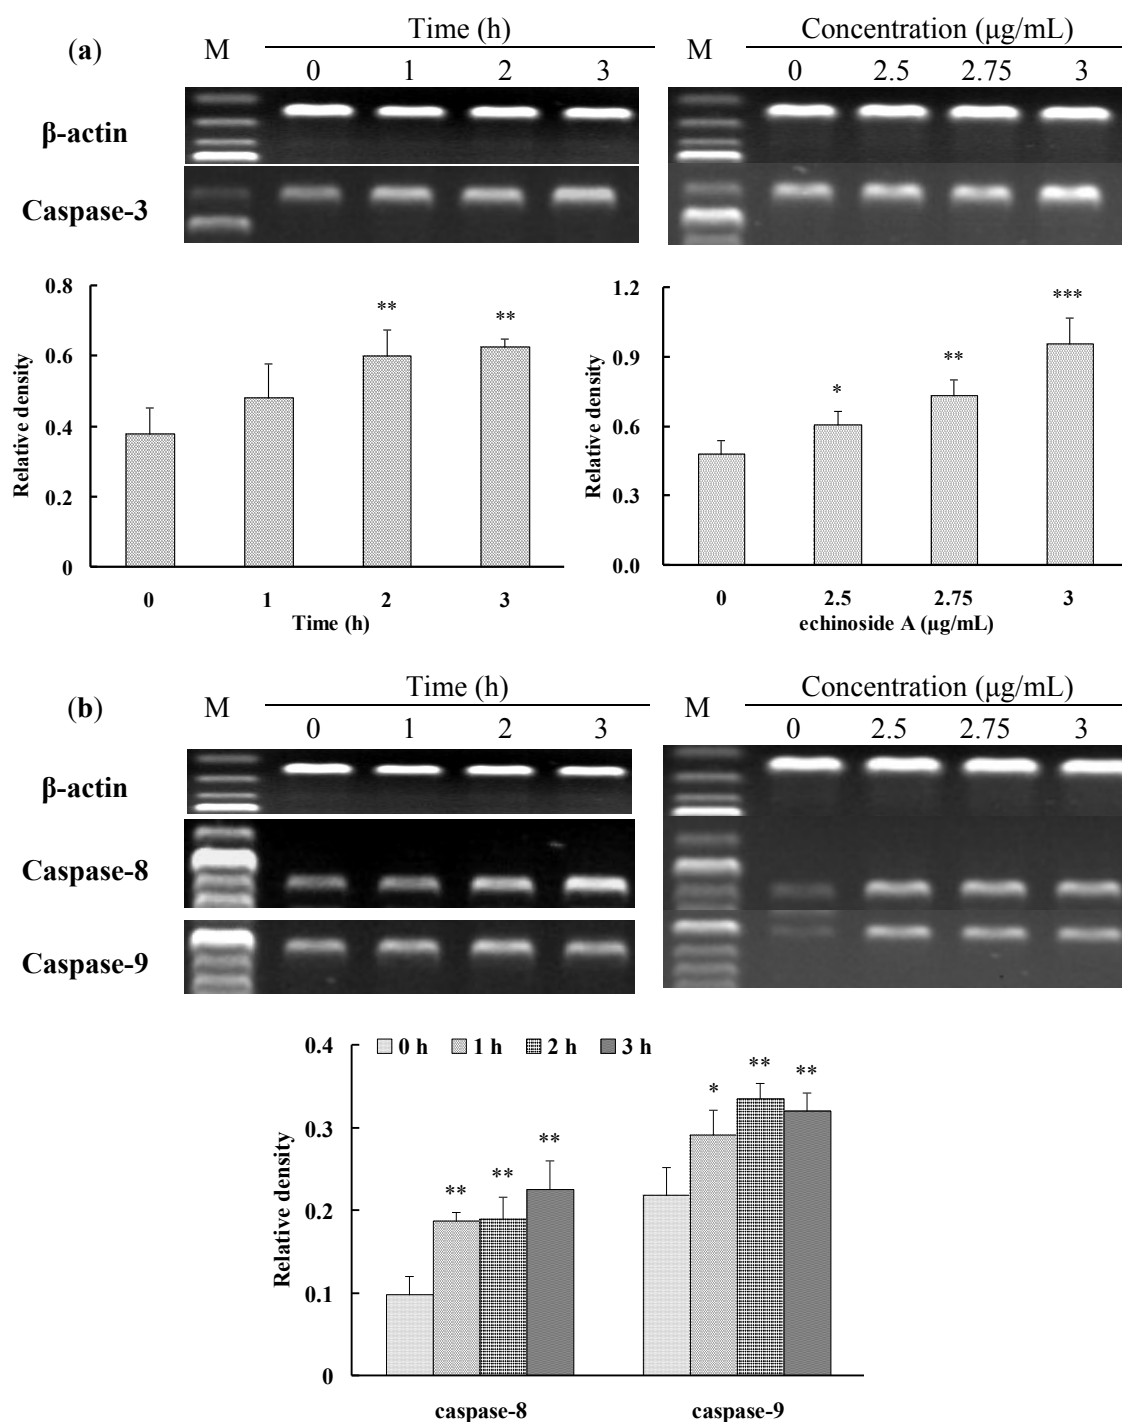 (a) M Time (h) M Concentration (μg/mL)
0 1 2 3 0 2.5 2.75 3
β-actin
Caspase-3
0.8
0.6
0.4
0.2
0
Relative density
** **
0 1 2 3
Time (h)
1.2
0.9
0.6
0.3
0.0
Relative density
* ** ***
0 2.5 2.75 3
echinoside A (μg/mL)
(b) M Time (h) M Concentration (μg/mL)
0 1 2 3 0 2.5 2.75 3
β-actin
Caspase-8
Caspase-9
0.4
0.3
0.2
0.1
0
Relative density
0 h 1 h 2 h 3 h
** ** ** * ** **
caspase-8 caspase-9